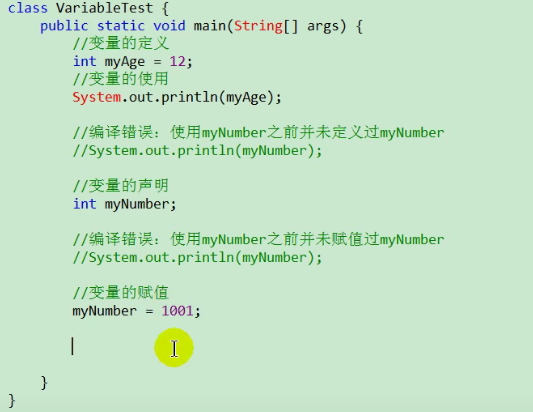 class VariableTest {
    public static void main(String[] args) {
        //变量的定义
        int myAge = 12;
        //变量的使用
        System.out.println(myAge);

        //编译错误：使用myNumber之前并未定义过myNumber
        //System.out.println(myNumber);

        //变量的声明
        int myNumber;

        //编译错误：使用myNumber之前并未赋值过myNumber
        //System.out.println(myNumber);

        //变量的赋值
        myNumber = 1001;

    }
}